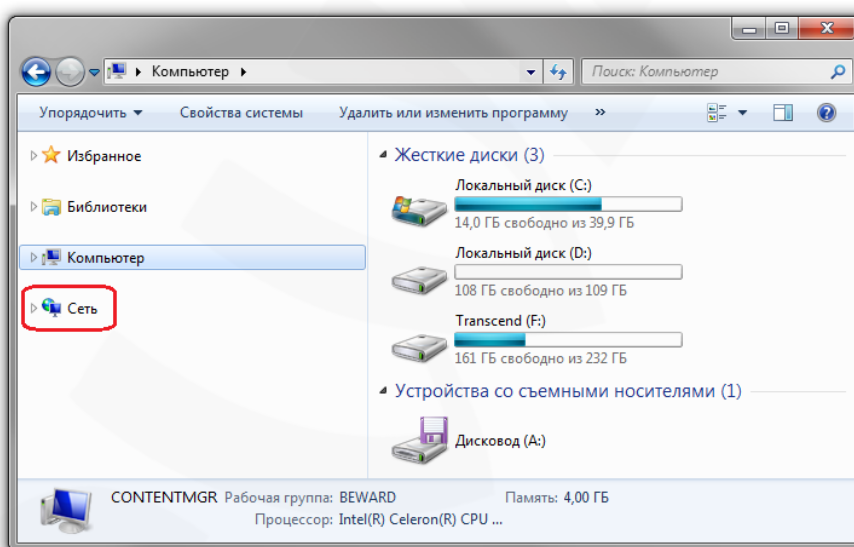 Компьютер
Поиск: Компьютер
Упорядочить Свойства системы Удалить или изменить программу »
Избранное
Библиотеки
Компьютер
Сеть
Жесткие диски (3)
Локальный диск (C:)
14,0 ГБ свободно из 39,9 ГБ
Локальный диск (D:)
108 ГБ свободно из 109 ГБ
Transcend (F:)
161 ГБ свободно из 232 ГБ
Устройства со съемными носителями (1)
Дисковод (A:)
CONTENTMGR Рабочая группа: BEWARD Память: 4,00 ГБ
Процессор: Intel(R) Celeron(R) CPU ...